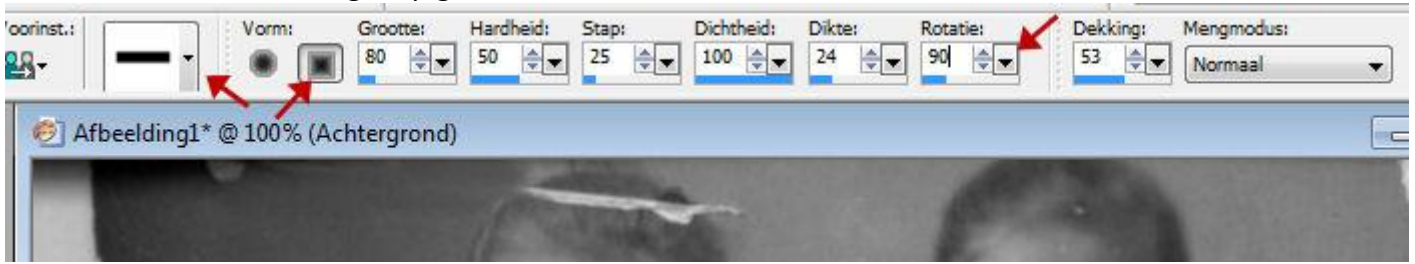 oorinst.: Vorm: Grootte: Hardheid: Stap: Dichtheid: Dikte: Rotatie: Dekking: Mengmodus:
80 50 25 100 24 90 53 Normaal
Afbeelding1* @ 100% (Achtergrond)